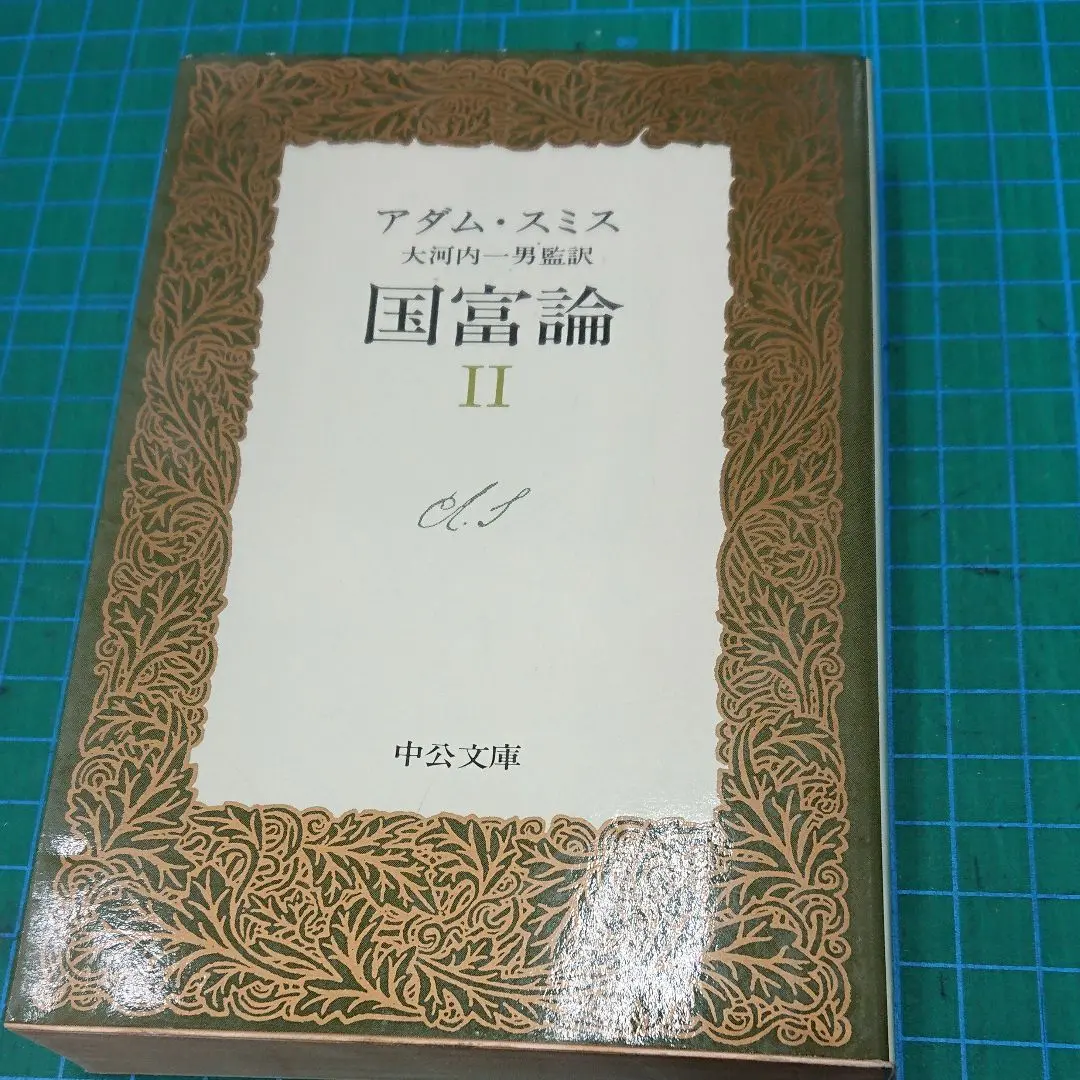 アダム・スミス
大河内一男監訳
国富論
II
A.S
中公文庫